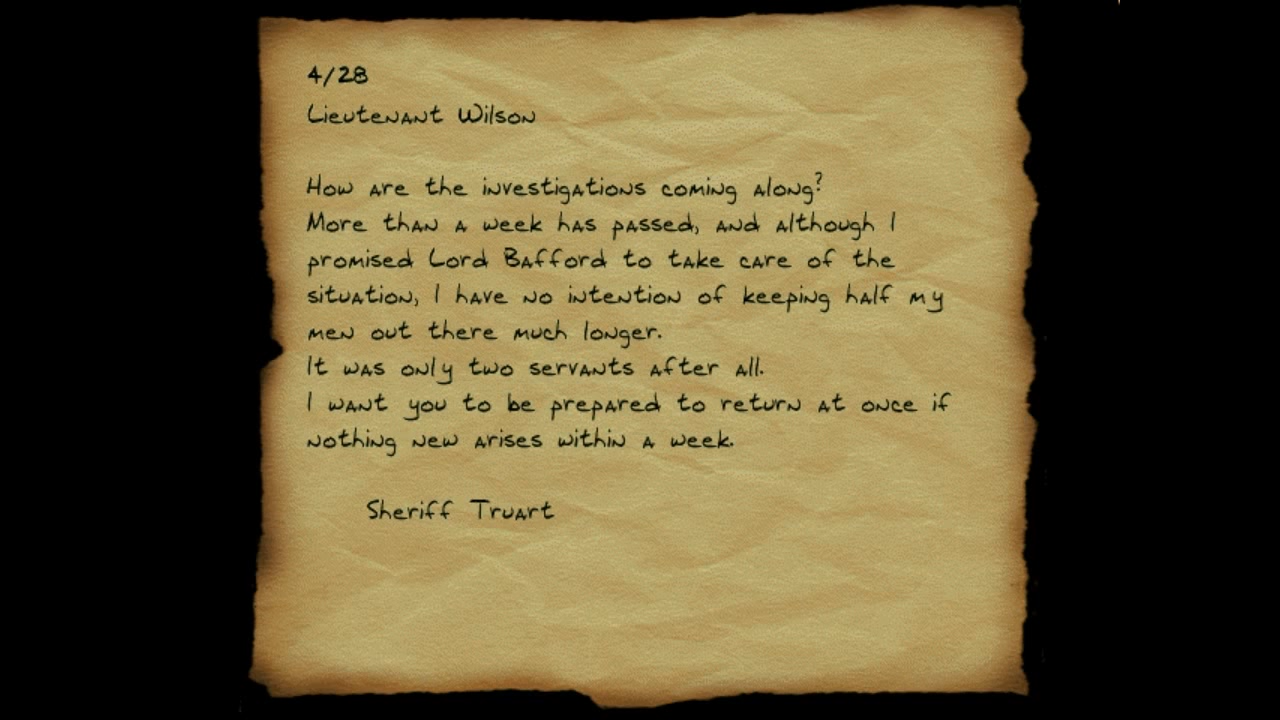 4/28
Lieutenant Wilson
How are the investigations coming along?
More than a week has passed, and although I
promised Lord Bafford to take care of the
situation, I have no intention of keeping half my
men out there much longer.
It was only two servants after all.
I want you to be prepared to return at once if
nothing new arises within a week.
Sheriff Truart